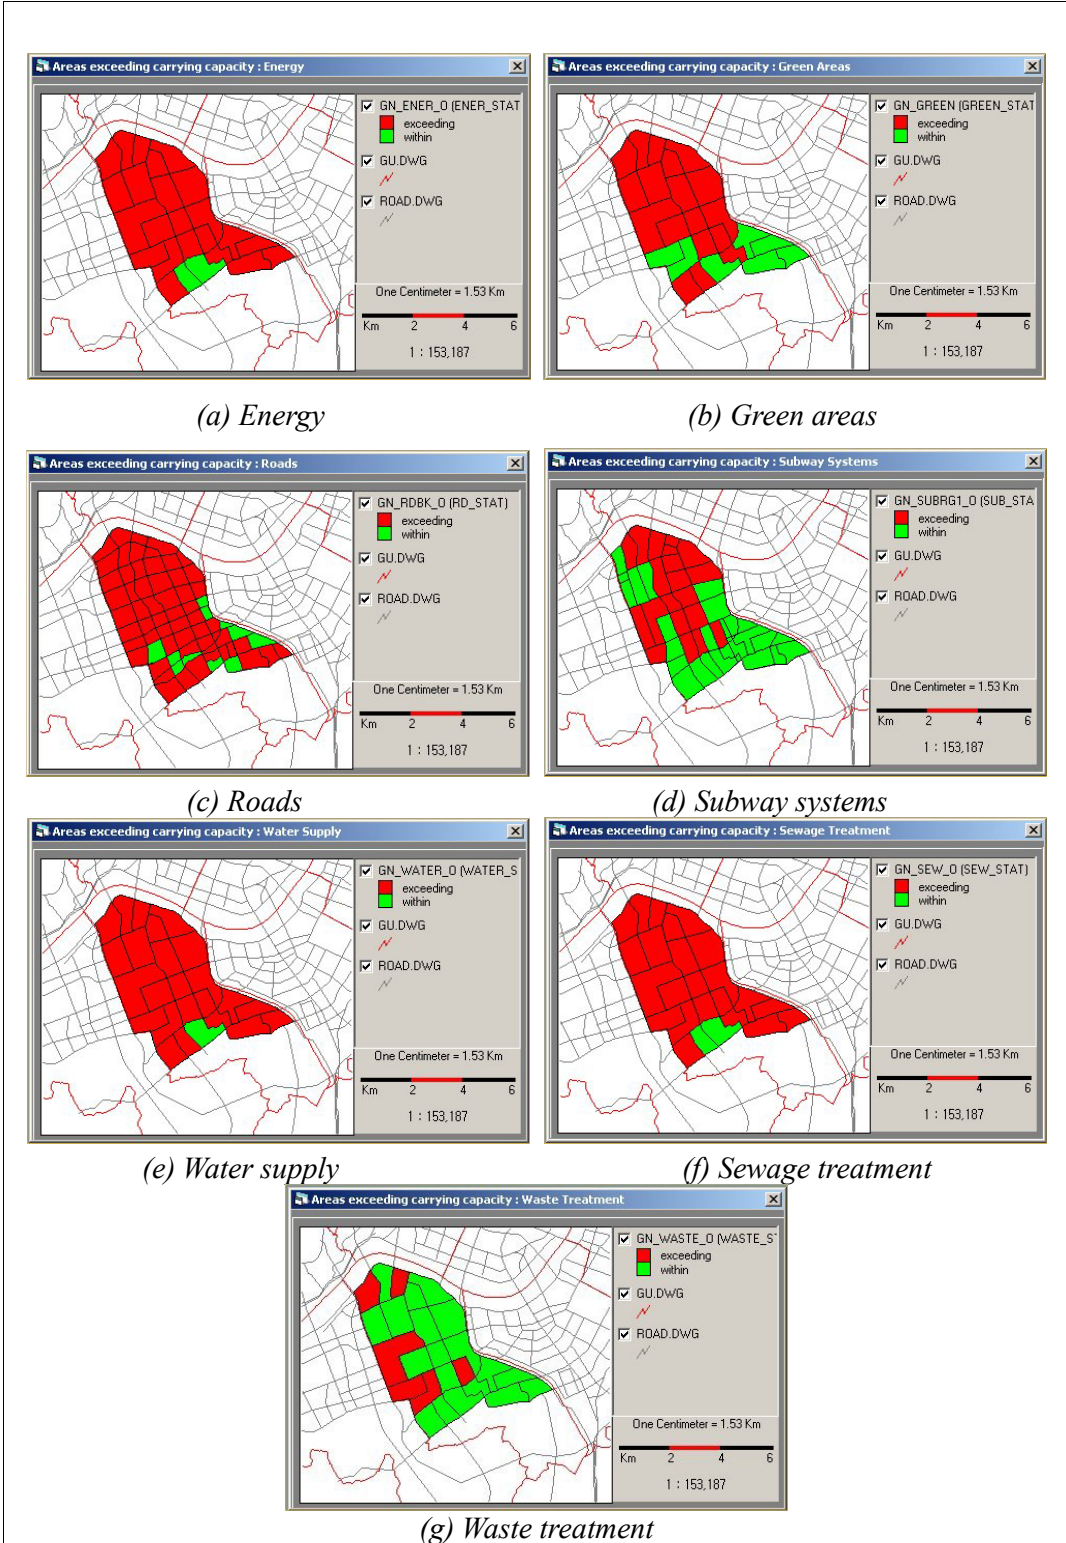 Areas exceeding carrying capacity : Energy
GN_ENER_O (ENER_STAT
exceeding
within
GU.DWG
ROAD.DWG
One Centimeter = 1.53 Km
Km 2 4 6
1 : 153,187
(a) Energy
Areas exceeding carrying capacity : Green Areas
GN_GREEN (GREEN_STAT
exceeding
within
GU.DWG
ROAD.DWG
One Centimeter = 1.53 Km
Km 2 4 6
1 : 153,187
(b) Green areas
Areas exceeding carrying capacity : Roads
GN_RDBK_O (RD_STAT)
exceeding
within
GU.DWG
ROAD.DWG
One Centimeter = 1.53 Km
Km 2 4 6
1 : 153,187
(c) Roads
Areas exceeding carrying capacity : Subway Systems
GN_SUBRG1_O (SUB_STA
exceeding
within
GU.DWG
ROAD.DWG
One Centimeter = 1.53 Km
Km 2 4 6
1 : 153,187
(d) Subway systems
Areas exceeding carrying capacity : Water Supply
GN_WATER_O (WATER_S
exceeding
within
GU.DWG
ROAD.DWG
One Centimeter = 1.53 Km
Km 2 4 6
1 : 153,187
(e) Water supply
Areas exceeding carrying capacity : Sewage Treatment
GN_SEW_O (SEW_STAT)
exceeding
within
GU.DWG
ROAD.DWG
One Centimeter = 1.53 Km
Km 2 4 6
1 : 153,187
(f) Sewage treatment
Areas exceeding carrying capacity : Waste Treatment
GN_WASTE_O (WASTE_ST
exceeding
within
GU.DWG
ROAD.DWG
One Centimeter = 1.53 Km
Km 2 4 6
1 : 153,187
(g) Waste treatment